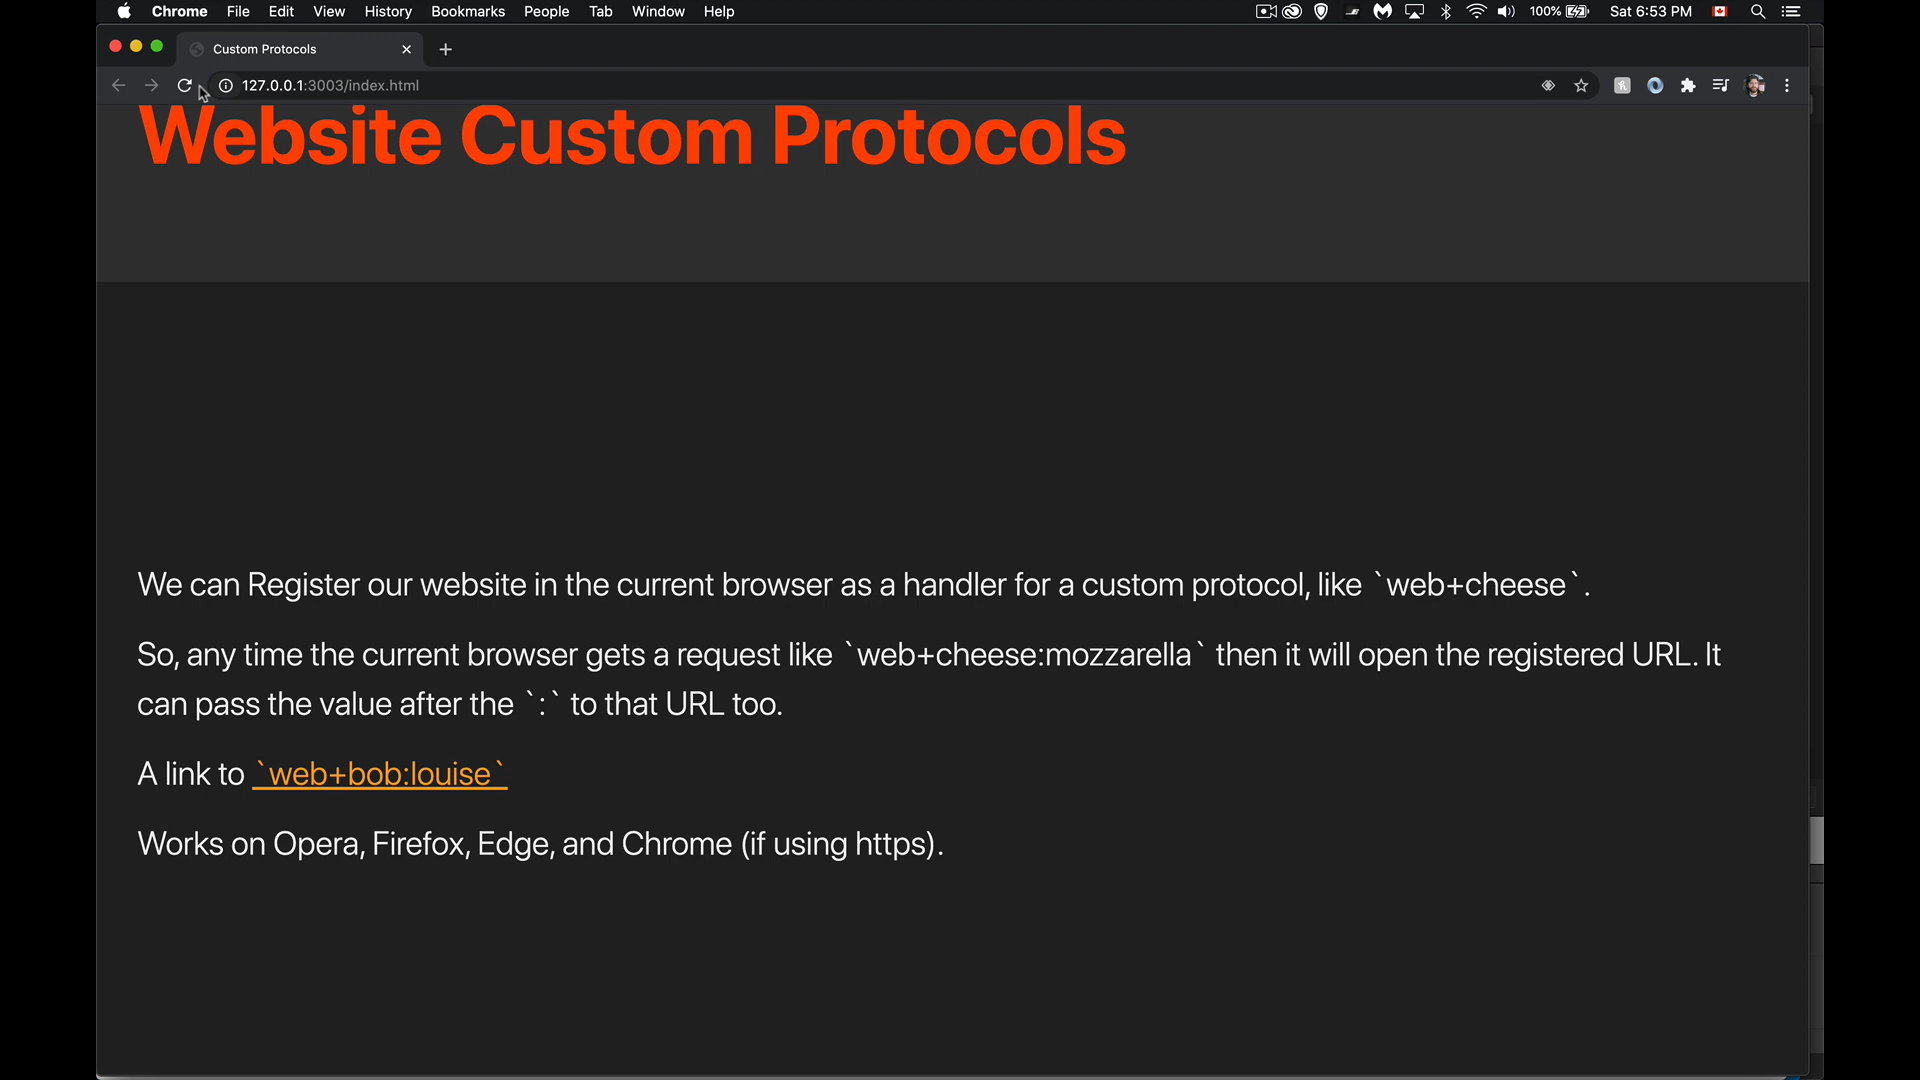 Chrome File Edit View History Bookmarks People Tab Window Help 100% Sat 6:53 PM
Custom Protocols
127.0.0.1:3003/index.html
Website Custom Protocols
We can Register our website in the current browser as a handler for a custom protocol, like `web+cheese`.
So, any time the current browser gets a request like `web+cheese:mozzarella` then it will open the registered URL. It
can pass the value after the `:` to that URL too.
A link to `web+bob:louise`
Works on Opera, Firefox, Edge, and Chrome (if using https).